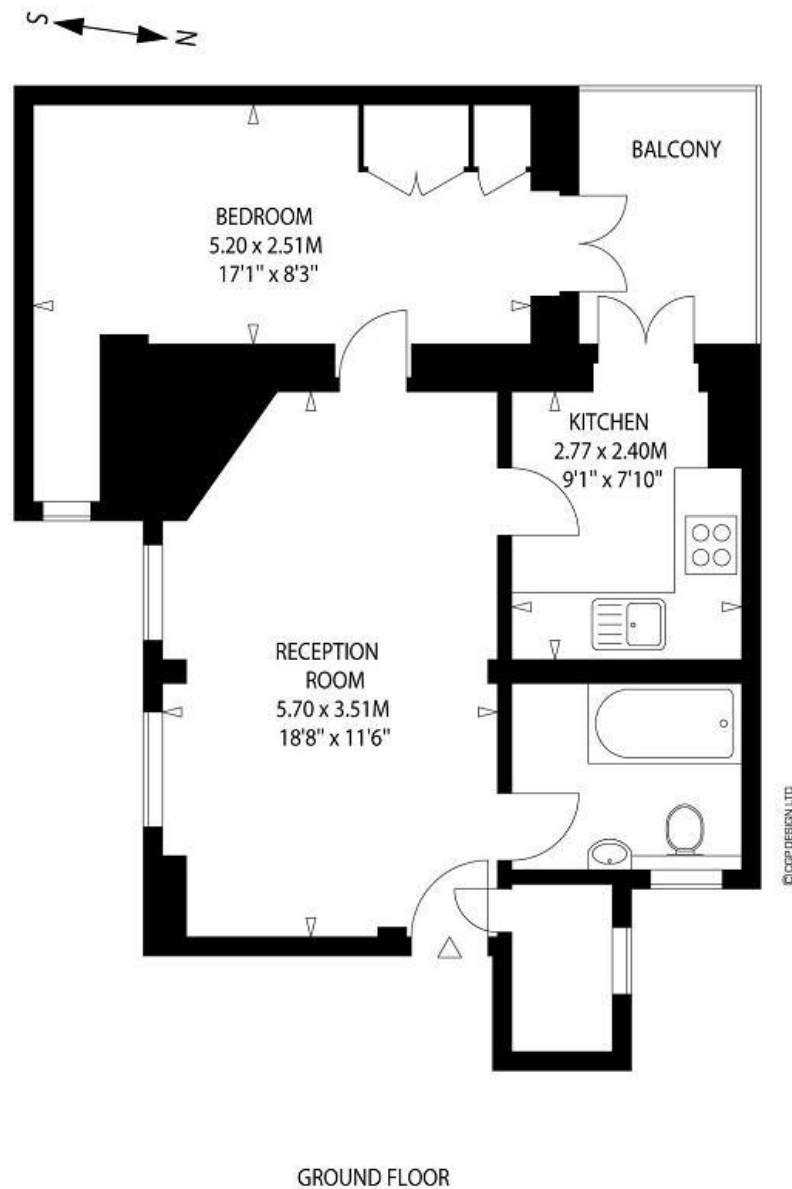 S N
BALCONY
BEDROOM
5.20 x 2.51M
17'1" x 8'3"
KITCHEN
2.77 x 2.40M
9'1" x 7'10"
RECEPTION
ROOM
5.70 x 3.51M
18'8" x 11'6"
© CGP DESIGN LTD
GROUND FLOOR